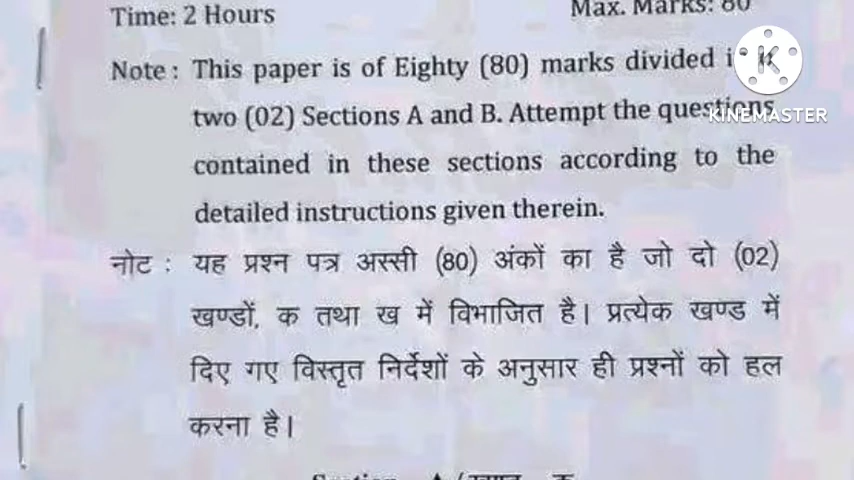 Time: 2 Hours
Max. Marks: 80
Note : This paper is of Eighty (80) marks divided
two (02) Sections A and B. Attempt the questions
contained in these sections according to the
detailed instructions given therein.
नोट : यह प्रश्न पत्र अस्सी (80) अंकों का है जो दो (02)
खण्डों, क तथा ख में विभाजित है। प्रत्येक खण्ड में
दिए गए विस्तृत निर्देशों के अनुसार ही प्रश्नों को हल
करना है।
K
KINEMASTER